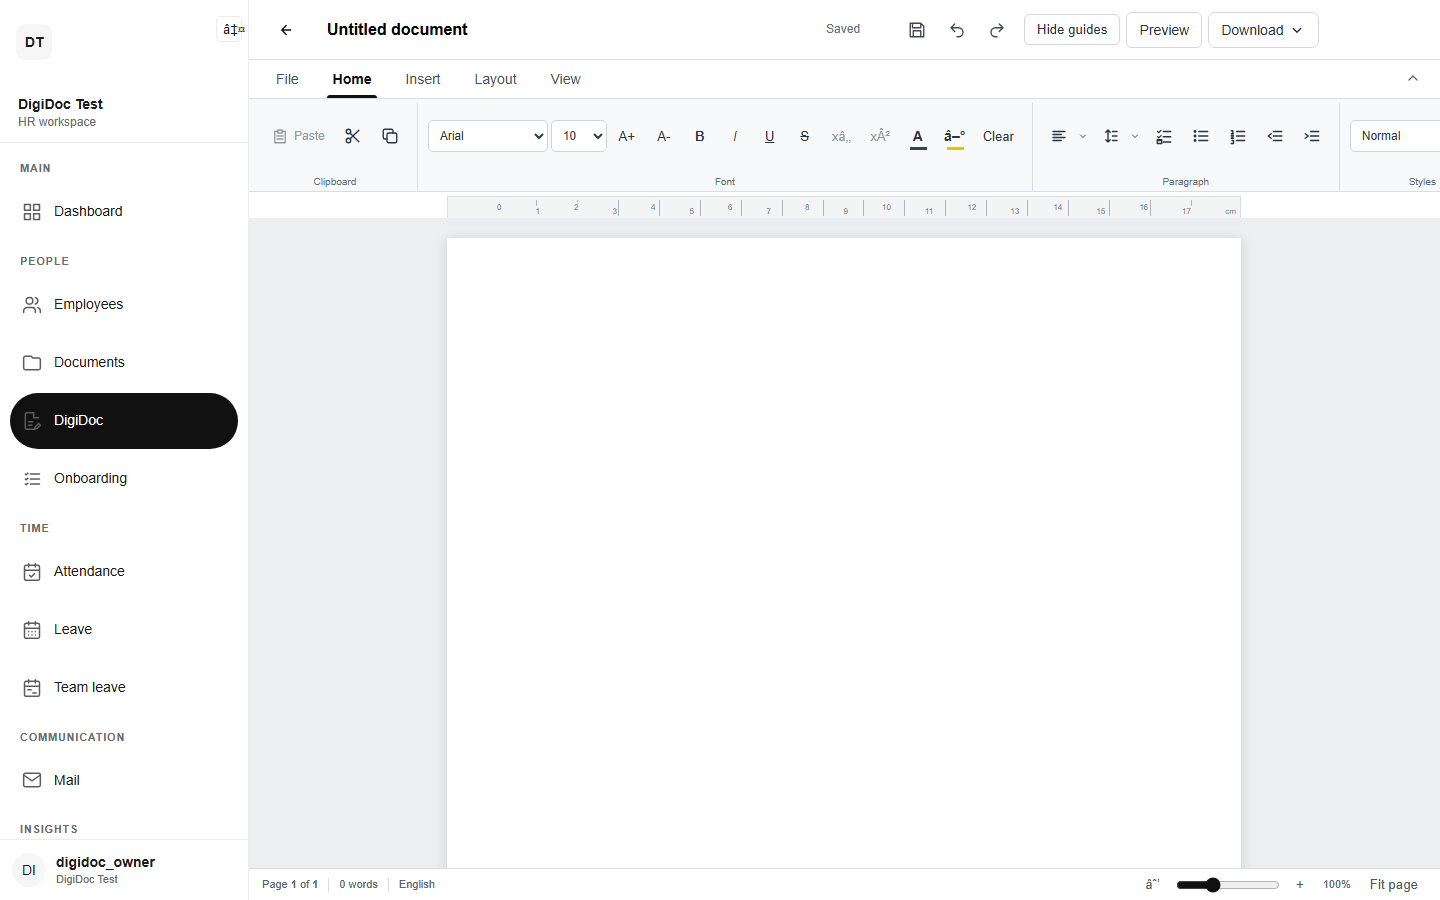 DT
â‡¤
DigiDoc Test
HR workspace
MAIN
Dashboard
PEOPLE
Employees
Documents
DigiDoc
Onboarding
TIME
Attendance
Leave
Team leave
COMMUNICATION
Mail
INSIGHTS
DI
digidoc_owner
DigiDoc Test
Untitled document
Saved
Hide guides
Preview
Download
File Home Insert Layout View
Paste
Clipboard
Arial 10 A+ A- B I U S xâ‚‚ xÂ² A â–° Clear
Font
Paragraph
Normal
Styles
0 1 2 3 4 5 6 7 8 9 10 11 12 13 14 15 16 17 cm
Page 1 of 1 0 words English
âˆ’ + 100% Fit page